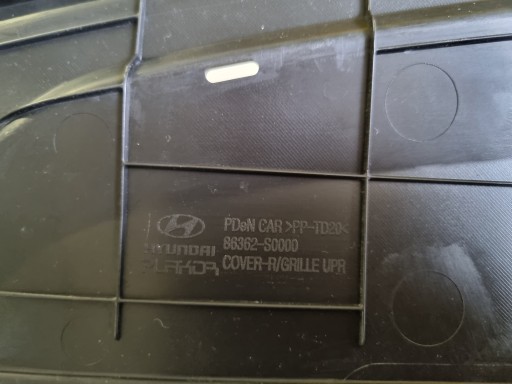 PDeN CAR >PP-TD20<
HYUNDAI 86362-S0000
COVER-R/GRILLE UPR